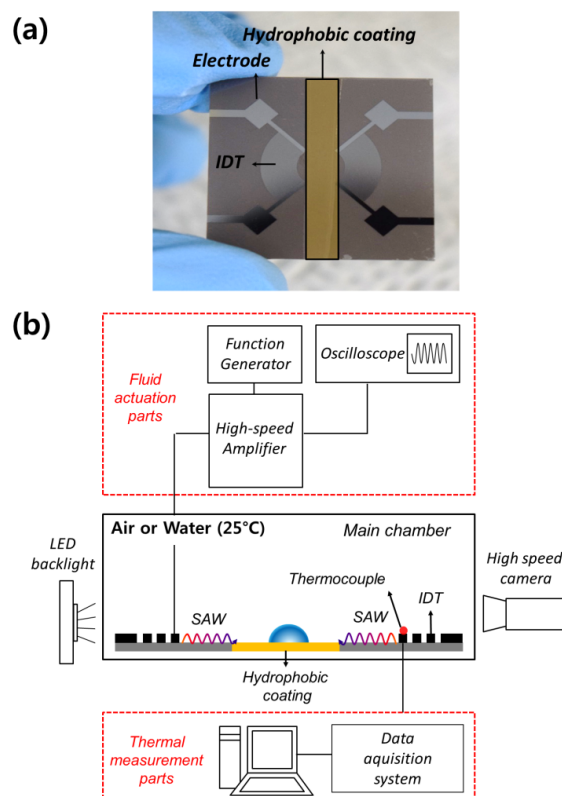 (a)
Hydrophobic coating
Electrode
IDT
(b)
Function
Generator
Oscilloscope
Fluid
actuation
parts
High-speed
Amplifier
Air or Water (25°C)
Main chamber
LED
backlight
High speed
camera
Thermocouple
IDT
SAW
SAW
Hydrophobic
coating
Thermal
measurement
parts
Data
aquisition
system